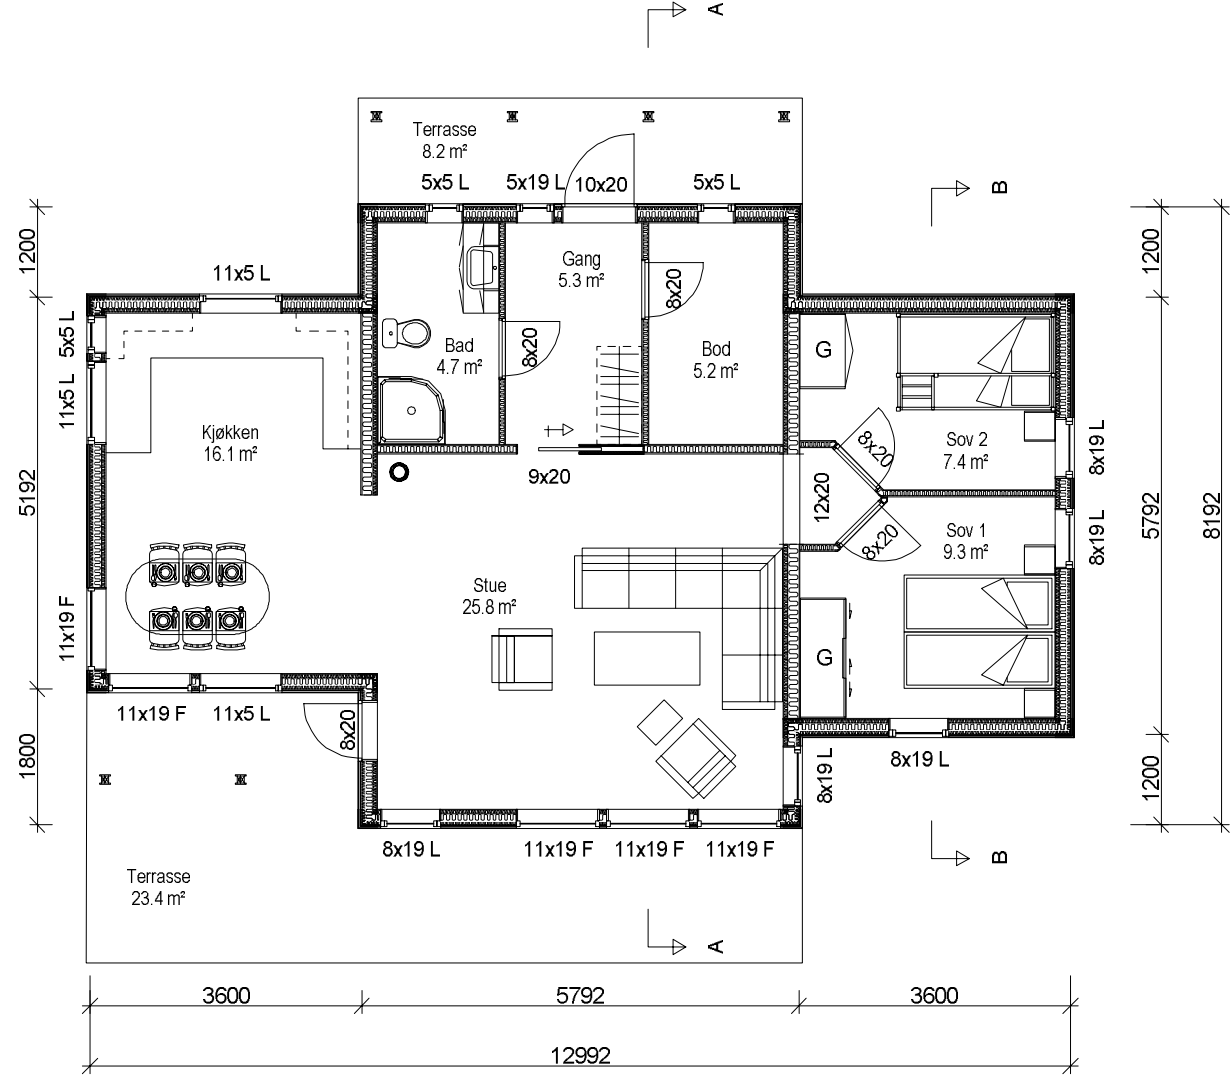 A
Terrasse
8.2 m²
5x5 L
5x19 L
10x20
5x5 L
B
1200
11x5 L
Gang
5.3 m²
8x20
1200
5x5 L
11x5 L
Bad
4.7 m²
8x20
Bod
5.2 m²
G
Kjøkken
16.1 m²
8x20
Sov 2
7.4 m²
8x19 L
9x20
12x20
5192
5792
8192
8x20
Sov 1
9.3 m²
8x19 L
Stue
25.8 m²
11x19 F
G
11x19 F
11x5 L
8x20
1800
8x19 L
8x19 L
1200
8x19 L
11x19 F
11x19 F
11x19 F
B
Terrasse
23.4 m²
A
3600
5792
3600
12992